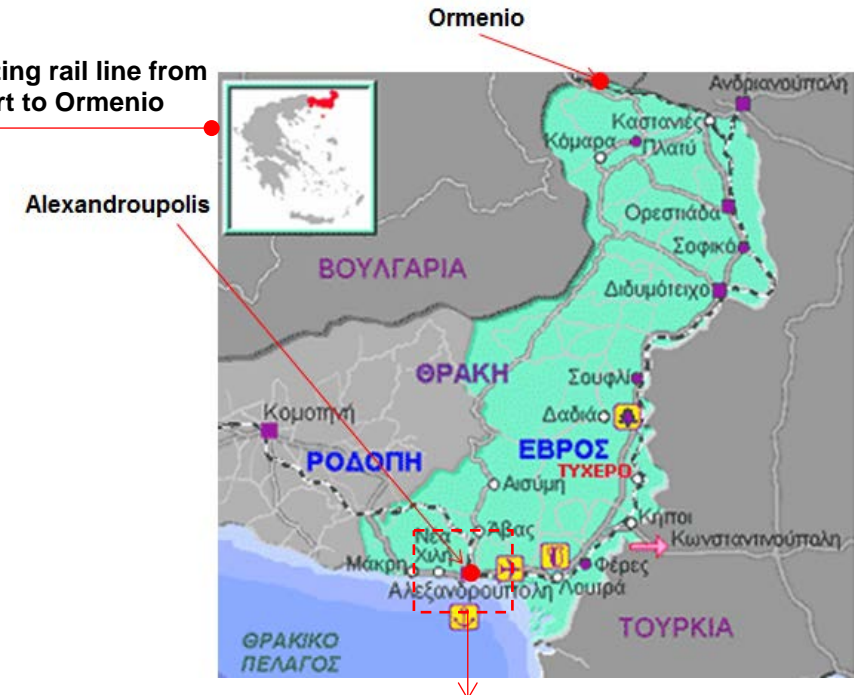 Ormenio
ting rail line from
rt to Ormenio
Alexandroupolis
Ανδριανούπολη
Καστανιές
Κόμαρα
Πλατύ
Ορεστιάδα
Σοφικό
ΒΟΥΛΓΑΡΙΑ
Διδυμότειχο
ΘΡΑΚΗ
Σουφλί
Κομοτηνή
Δαδιά
ΡΟΔΟΠΗ
ΕΒΡΟΣ
ΤΥΧΕΡΟ
Αισύμη
Κήποι
Άβας
Νέα
Χιλή
Κωνσταντινούπολη
Μάκρη
Φέρες
Αλεξανδρούπολη
Λουτρά
ΤΟΥΡΚΙΑ
ΘΡΑΚΙΚΟ
ΠΕΛΑΓΟΣ